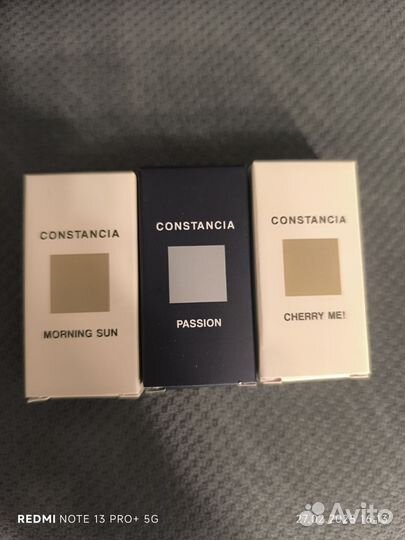 CONSTANCIA
MORNING SUN
CONSTANCIA
PASSION
CONSTANCIA
CHERRY ME!
REDMI NOTE 13 PRO+ 5G
Avito